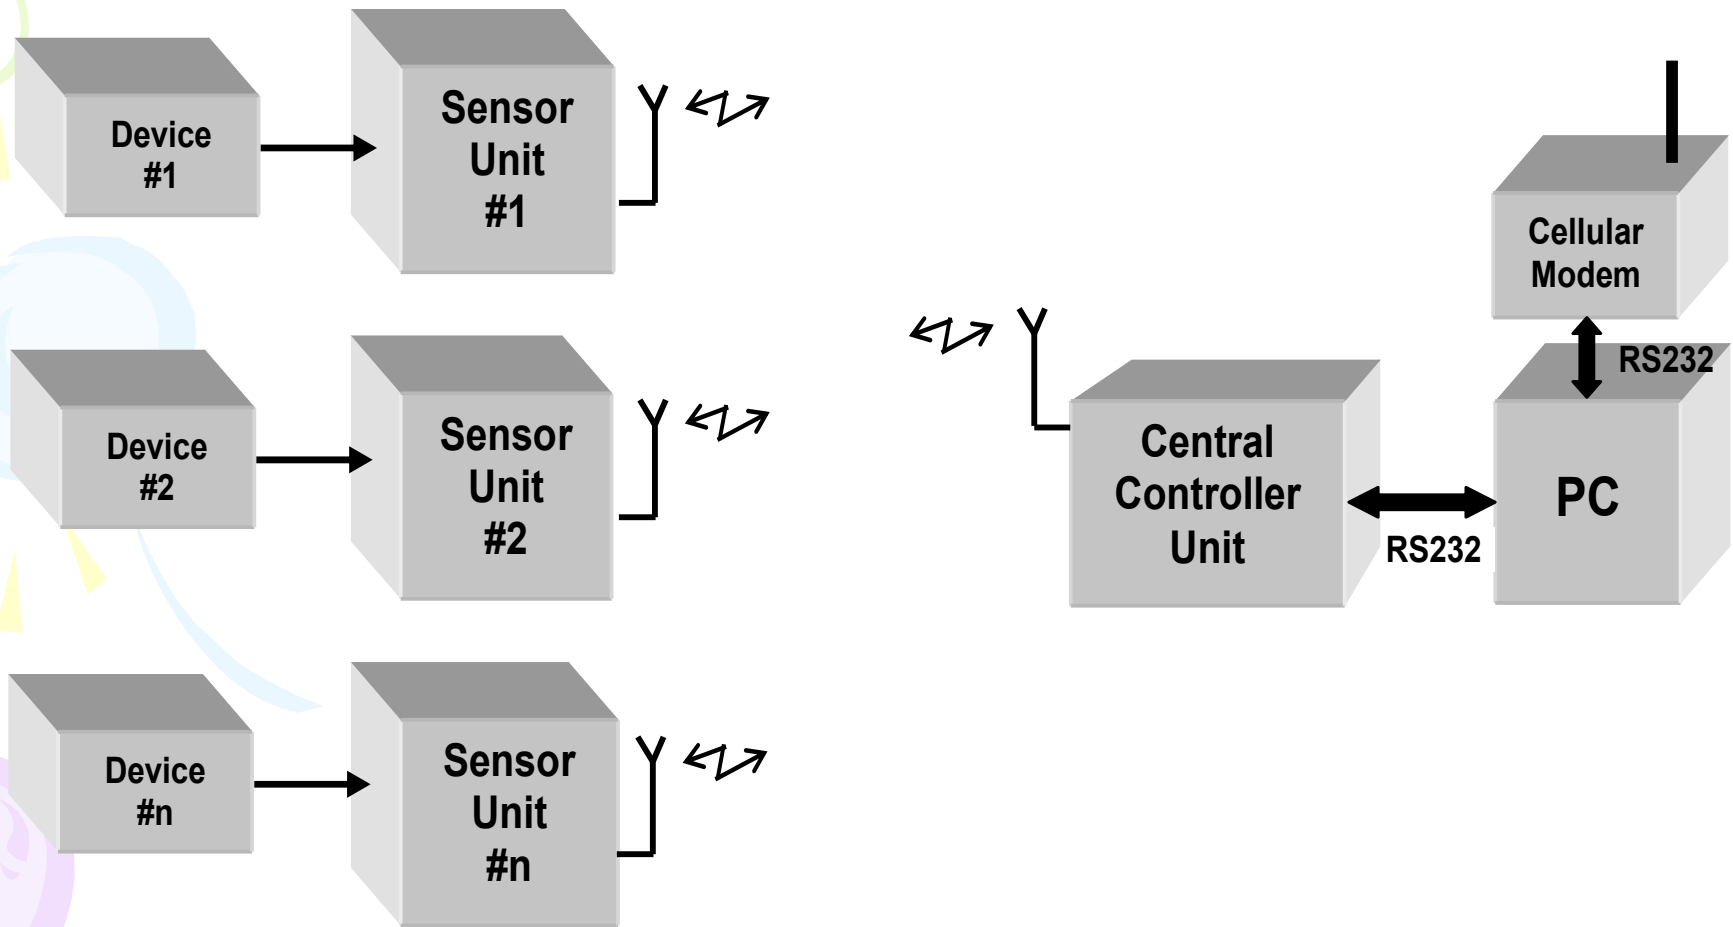 Device
#1
Sensor
Unit
#1
Device
#2
Sensor
Unit
#2
Device
#n
Sensor
Unit
#n
Central
Controller
Unit
RS232
PC
RS232
Cellular
Modem